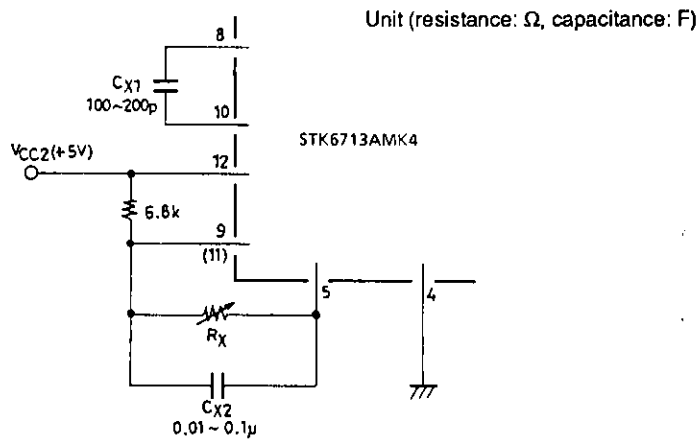 Unit (resistance: Ω, capacitance: F)
8
CX1
100~200p
10
STK6713AMK4
VCC2(+5V)
12
6.8k
9
(11)
5
4
RX
CX2
0.01~0.1μ